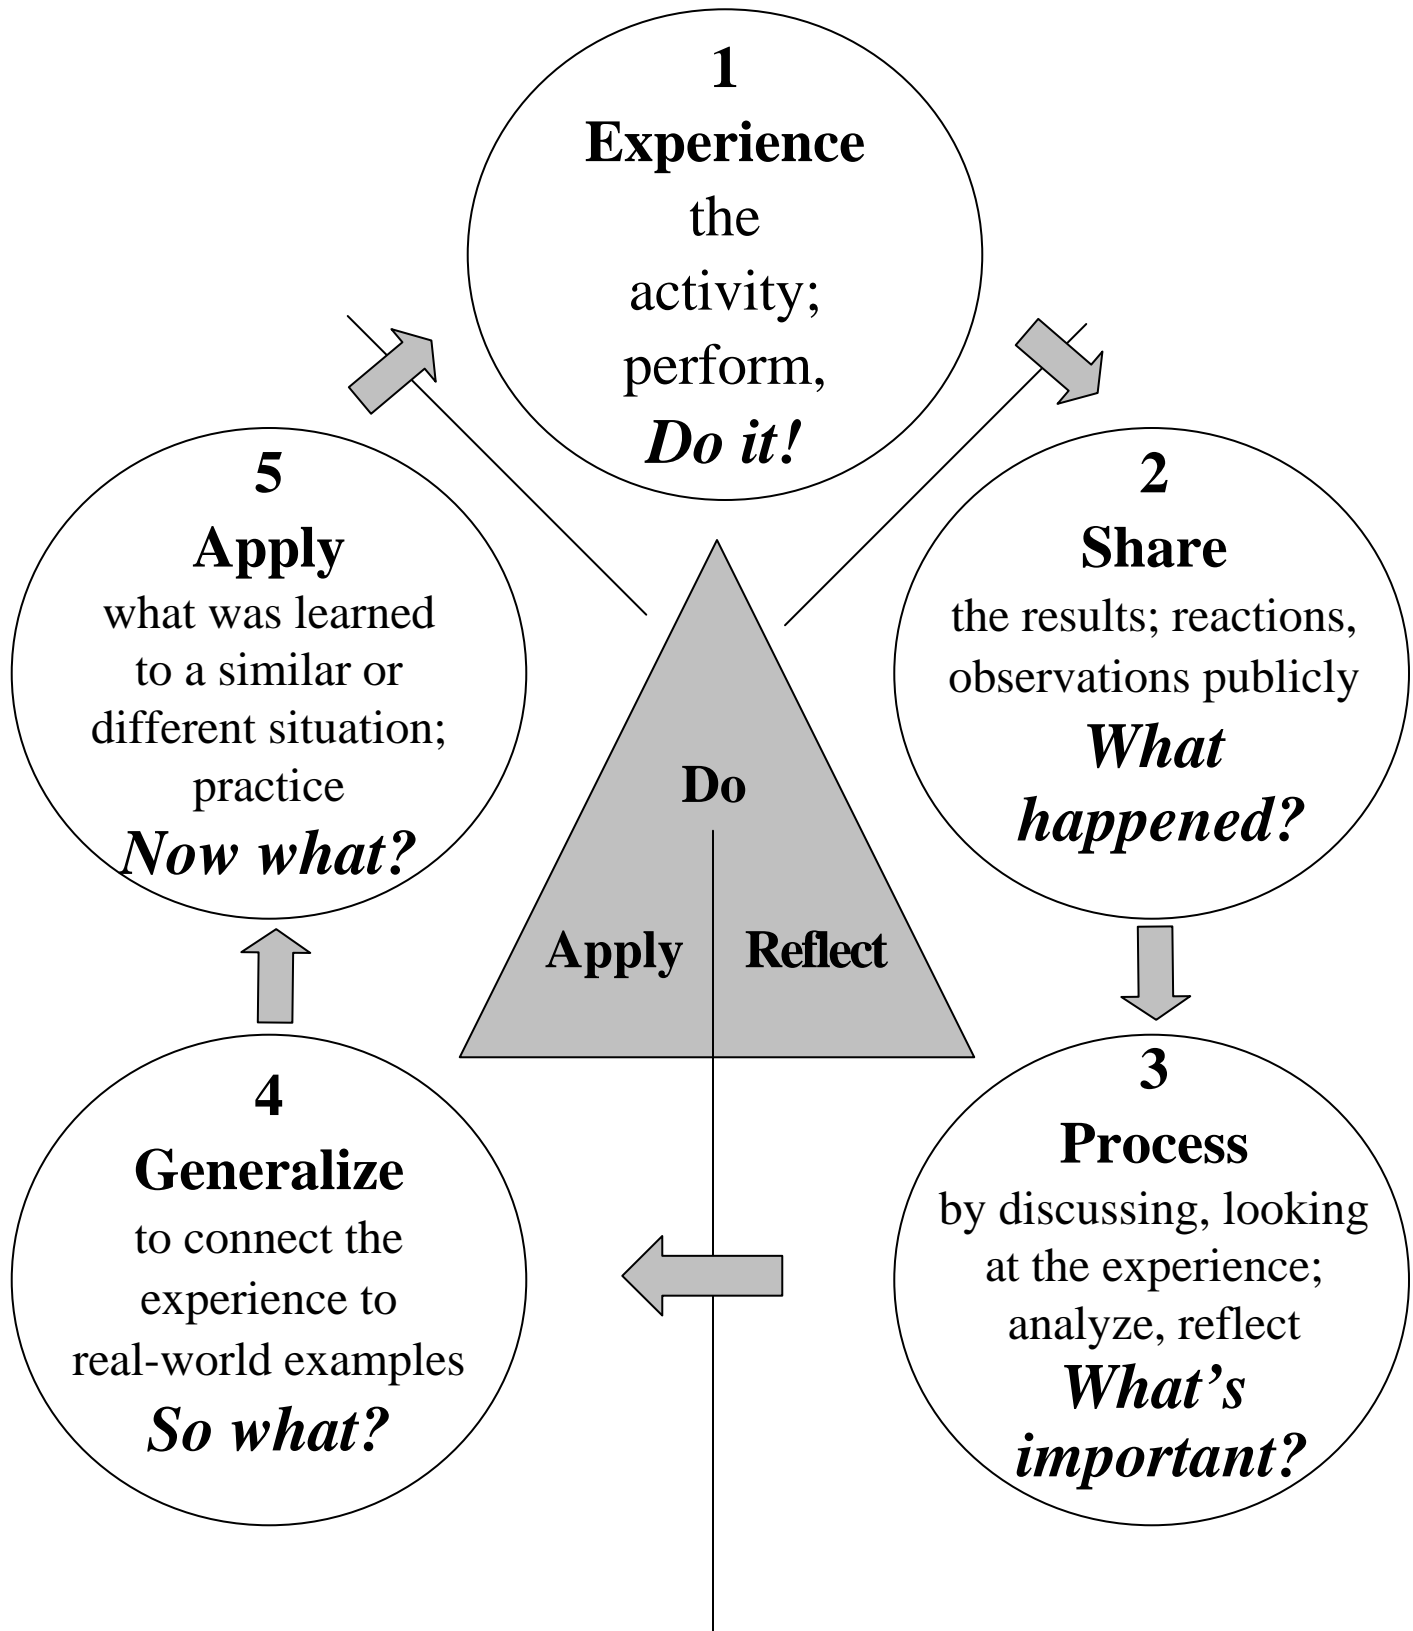 1
Experience
the
activity;
perform,
Do it!
2
Share
the results; reactions,
observations publicly
What
happened?
3
Process
by discussing, looking
at the experience;
analyze, reflect
What’s
important?
4
Generalize
to connect the
experience to
real-world examples
So what?
5
Apply
what was learned
to a similar or
different situation;
practice
Now what?
Do
Apply
Reflect